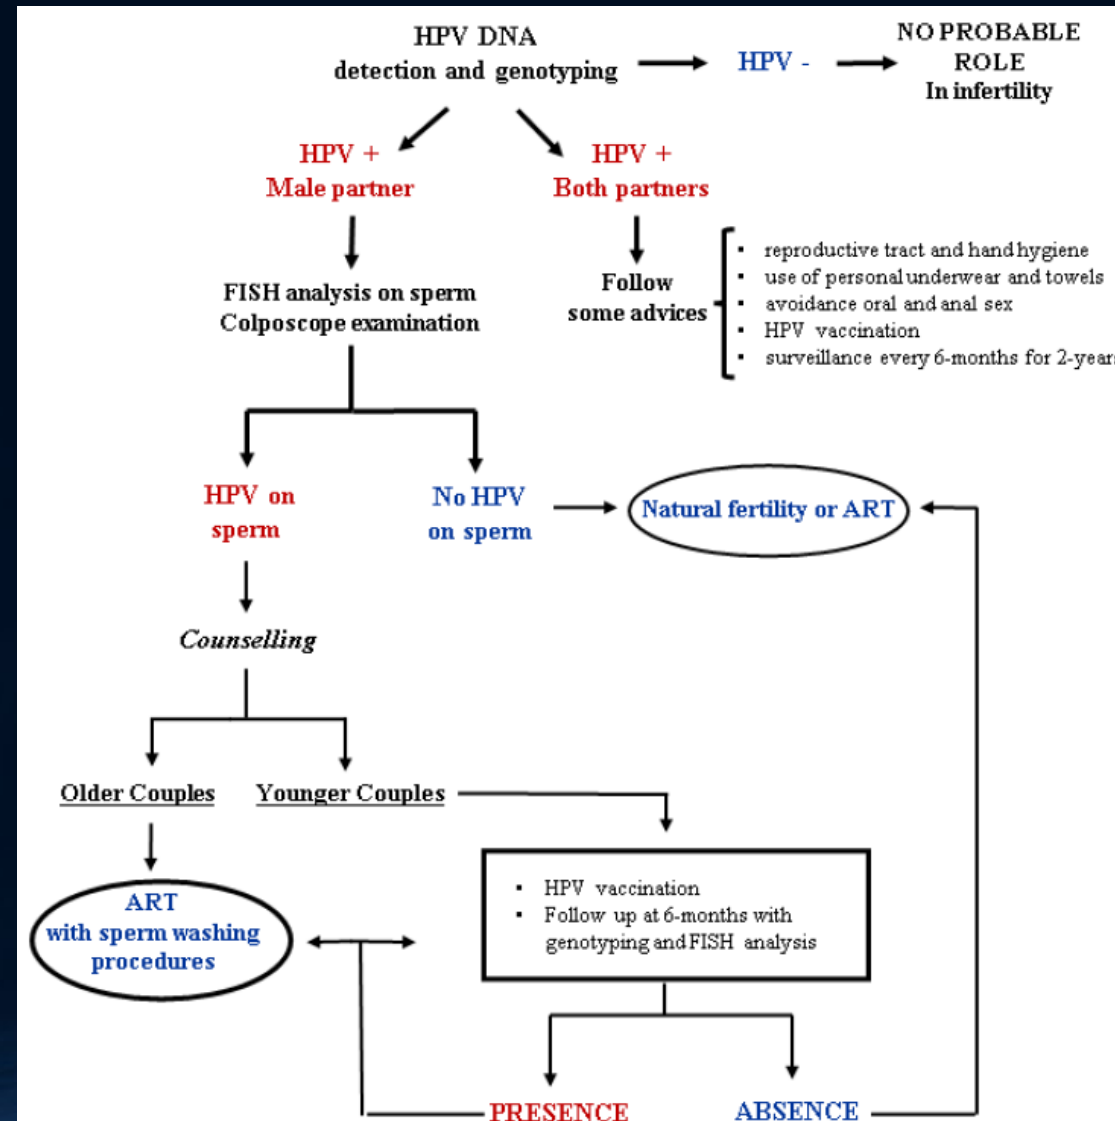 HPV DNA
detection and genotyping
HPV -
NO PROBABLE
ROLE
In infertility
HPV +
Male partner
HPV +
Both partners
FISH analysis on sperm
Colposcope examination
Follow
some advices
▪ reproductive tract and hand hygiene
▪ use of personal underwear and towels
▪ avoidance oral and anal sex
▪ HPV vaccination
▪ surveillance every 6-months for 2-years
HPV on
sperm
No HPV
on sperm
Natural fertility or ART
Counselling
Older Couples
Younger Couples
ART
with sperm washing
procedures
▪ HPV vaccination
▪ Follow up at 6-months with
genotyping and FISH analysis
PRESENCE
ABSENCE